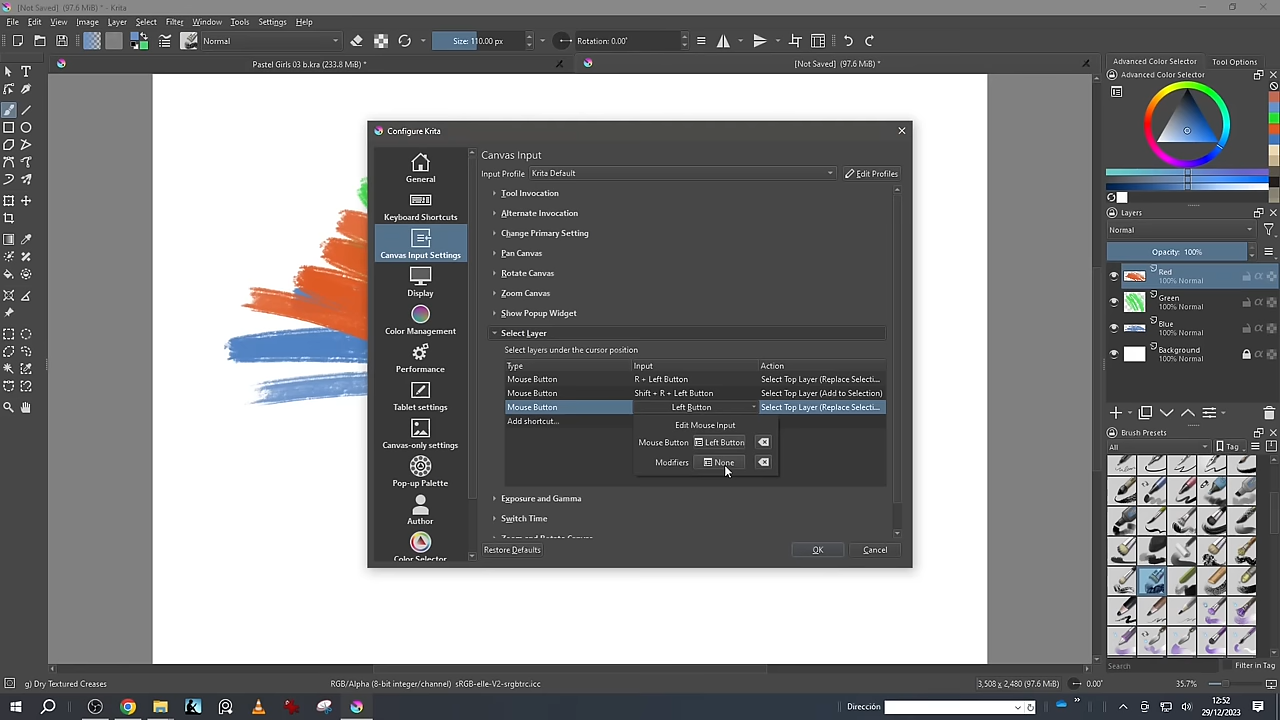 [Not Saved] (97.6 MiB) * - Krita
File Edit View Image Layer Select Filter Window Tools Settings Help
Normal Size: 110.00 px Rotation: 0.00°
Pastel Girls 03 b.kra (233.8 MiB) * [Not Saved] (97.6 MiB) *
Advanced Color Selector Tool Options
Advanced Color Selector
Configure Krita
General
Keyboard Shortcuts
Canvas Input Settings
Display
Color Management
Performance
Tablet settings
Canvas-only settings
Pop-up Palette
Author
Color Selector
Canvas Input
Input Profile Krita Default Edit Profiles
Tool Invocation
Alternate Invocation
Change Primary Setting
Pan Canvas
Rotate Canvas
Zoom Canvas
Show Popup Widget
Select Layer
Select layers under the cursor position
Type Input Action
Mouse Button R + Left Button Select Top Layer (Replace Selecti...
Mouse Button Shift + R + Left Button Select Top Layer (Add to Selection)
Mouse Button Left Button Select Top Layer (Replace Selecti...
Add shortcut...
Edit Mouse Input
Mouse Button Left Button
Modifiers None
Exposure and Gamma
Switch Time
Zoom and Rotate Canvas
Restore Defaults OK Cancel
Layers
Normal
Opacity: 100%
Red
100% Normal
Green
100% Normal
Blue
100% Normal
Background
100% Normal
Brush Presets
All Tag
Search Filter in Tag
g) Dry Textured Creases RGB/Alpha (8-bit integer/channel) sRGB-elle-V2-srgbtrc.icc 3,508 x 2,480 (97.6 MiB) 0.00° 35.7%
Dirección
12:52
29/12/2023